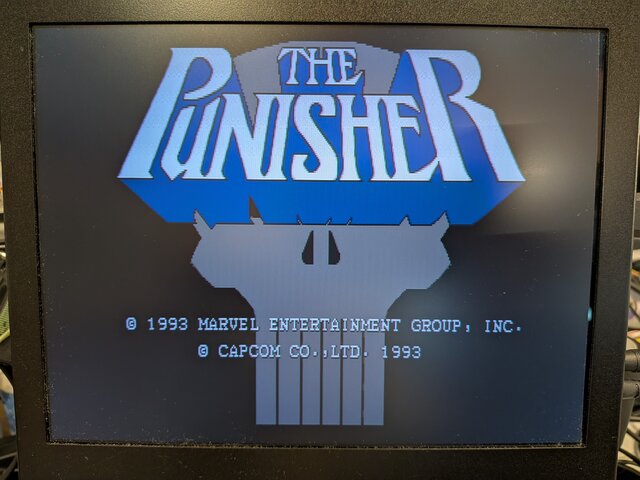 THE
PUNISHER
© 1993 MARVEL ENTERTAINMENT GROUP, INC.
© CAPCOM CO.,LTD. 1993